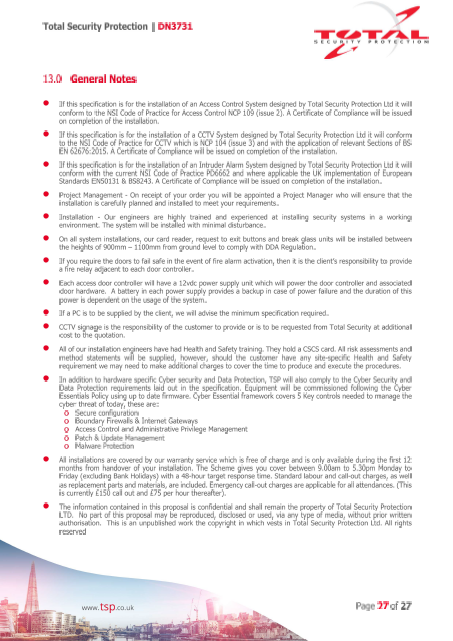 Total Security Protection || DN3731
TOTAL
SECURITY PROTECTION
13.0 General Notes
If this specification is for the installation of an Access Control System designed by Total Security Protection Ltd it will
conform to the NSI Code of Practice for Access Control NCP 109 (issue 2). A Certificate of Compliance will be issued
on completion of the installation.
If this specification is for the installation of a CCTV System designed by Total Security Protection Ltd it will conform
to the NSI Code of Practice for CCTV which is NCP 104 (issue 3) and with the application of relevant Sections of BS
EN 62676:2015. A Certificate of Compliance will be issued on completion of the installation.
If this specification is for the installation of an Intruder Alarm System designed by Total Security Protection Ltd it will
conform with the current NSI Code of Practice PD6662 and where applicable the UK implementation of European
Standards EN50131 & BS8243. A Certificate of Compliance will be issued on completion of the installation.
Project Management - On receipt of your order you will be appointed a Project Manager who will ensure that the
installation is carefully planned and installed to meet your requirements.
Installation - Our engineers are highly trained and experienced at installing security systems in a working
environment. The system will be installed with minimal disturbance.
On all system installations, our card reader, request to exit buttons and break glass units will be installed between
the heights of 900mm – 1100mm from ground level to comply with DDA Regulation.
If you require the doors to fail safe in the event of fire alarm activation, then it is the client's responsibility to provide
a fire relay adjacent to each door controller.
Each access door controller will have a 12vdc power supply unit which will power the door controller and associated
door hardware. A battery in each power supply provides a backup in case of power failure and the duration of this
power is dependent on the usage of the system.
If a PC is to be supplied by the client, we will advise the minimum specification required.
CCTV signage is the responsibility of the customer to provide or is to be requested from Total Security at additional
cost to the quotation.
All of our installation engineers have had Health and Safety training. They hold a CSCS card. All risk assessments and
method statements will be supplied, however, should the customer have any site-specific Health and Safety
requirement we may need to make additional charges to cover the time to produce and execute the procedures.
In addition to hardware specific Cyber security and Data Protection, TSP will also comply to the Cyber Security and
Data Protection requirements laid out in the specification. Equipment will be commissioned following the Cyber
Essentials Policy using up to date firmware. Cyber Essential framework covers 5 Key controls needed to manage the
cyber threat of today, these are:
o Secure configuration
o Boundary Firewalls & Internet Gateways
o Access Control and Administrative Privilege Management
o Patch & Update Management
o Malware Protection
All installations are covered by our warranty service which is free of charge and is only available during the first 12
months from handover of your installation. The Scheme gives you cover between 9.00am to 5.30pm Monday to
Friday (excluding Bank Holidays) with a 48-hour target response time. Standard labour and call-out charges, as well
as replacement parts and materials, are included. Emergency call-out charges are applicable for all attendances. (This
is currently £150 call out and £75 per hour thereafter).
The information contained in this proposal is confidential and shall remain the property of Total Security Protection
LTD. No part of this proposal may be reproduced, disclosed or used, via any type of media, without prior written
authorisation. This is an unpublished work the copyright in which vests in Total Security Protection Ltd. All rights
reserved
www.tsp.co.uk
Page 27 of 27